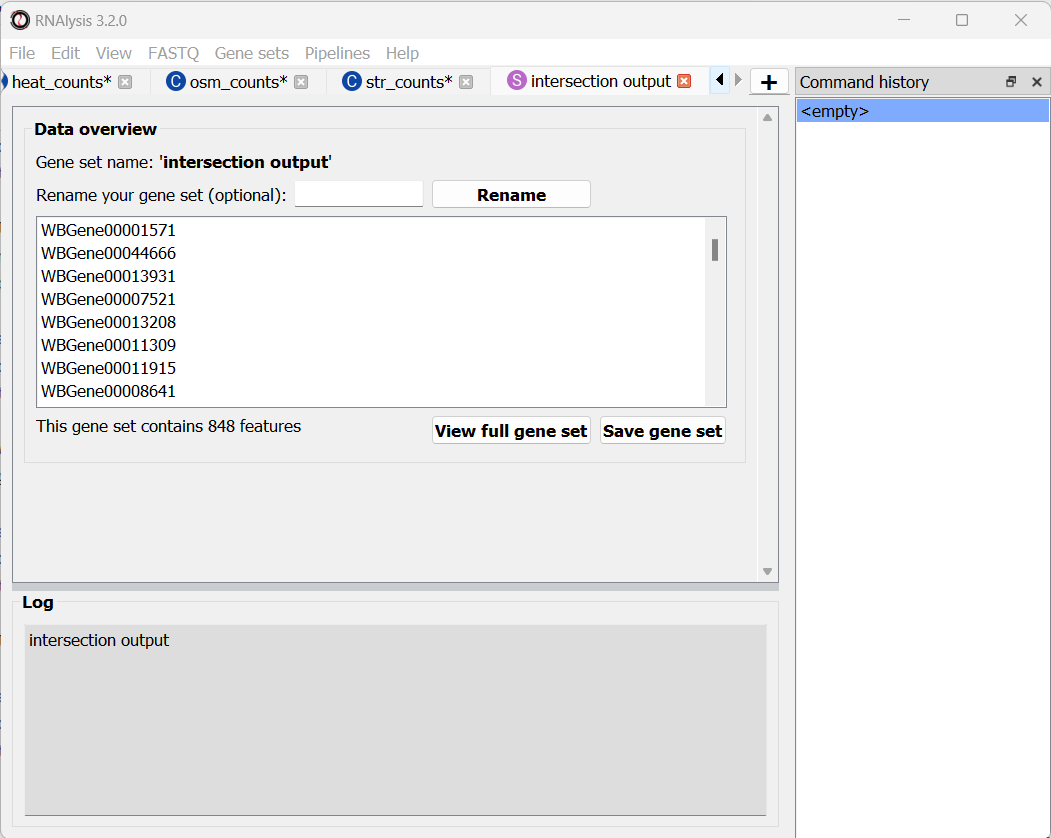 RNAlysis 3.2.0
File Edit View FASTQ Gene sets Pipelines Help
heat_counts* C osm_counts* C str_counts* S intersection output + Command history
<empty>
Data overview
Gene set name: 'intersection output'
Rename your gene set (optional): Rename
WBGene00001571
WBGene00044666
WBGene00013931
WBGene00007521
WBGene00013208
WBGene00011309
WBGene00011915
WBGene00008641
This gene set contains 848 features
View full gene set Save gene set
Log
intersection output